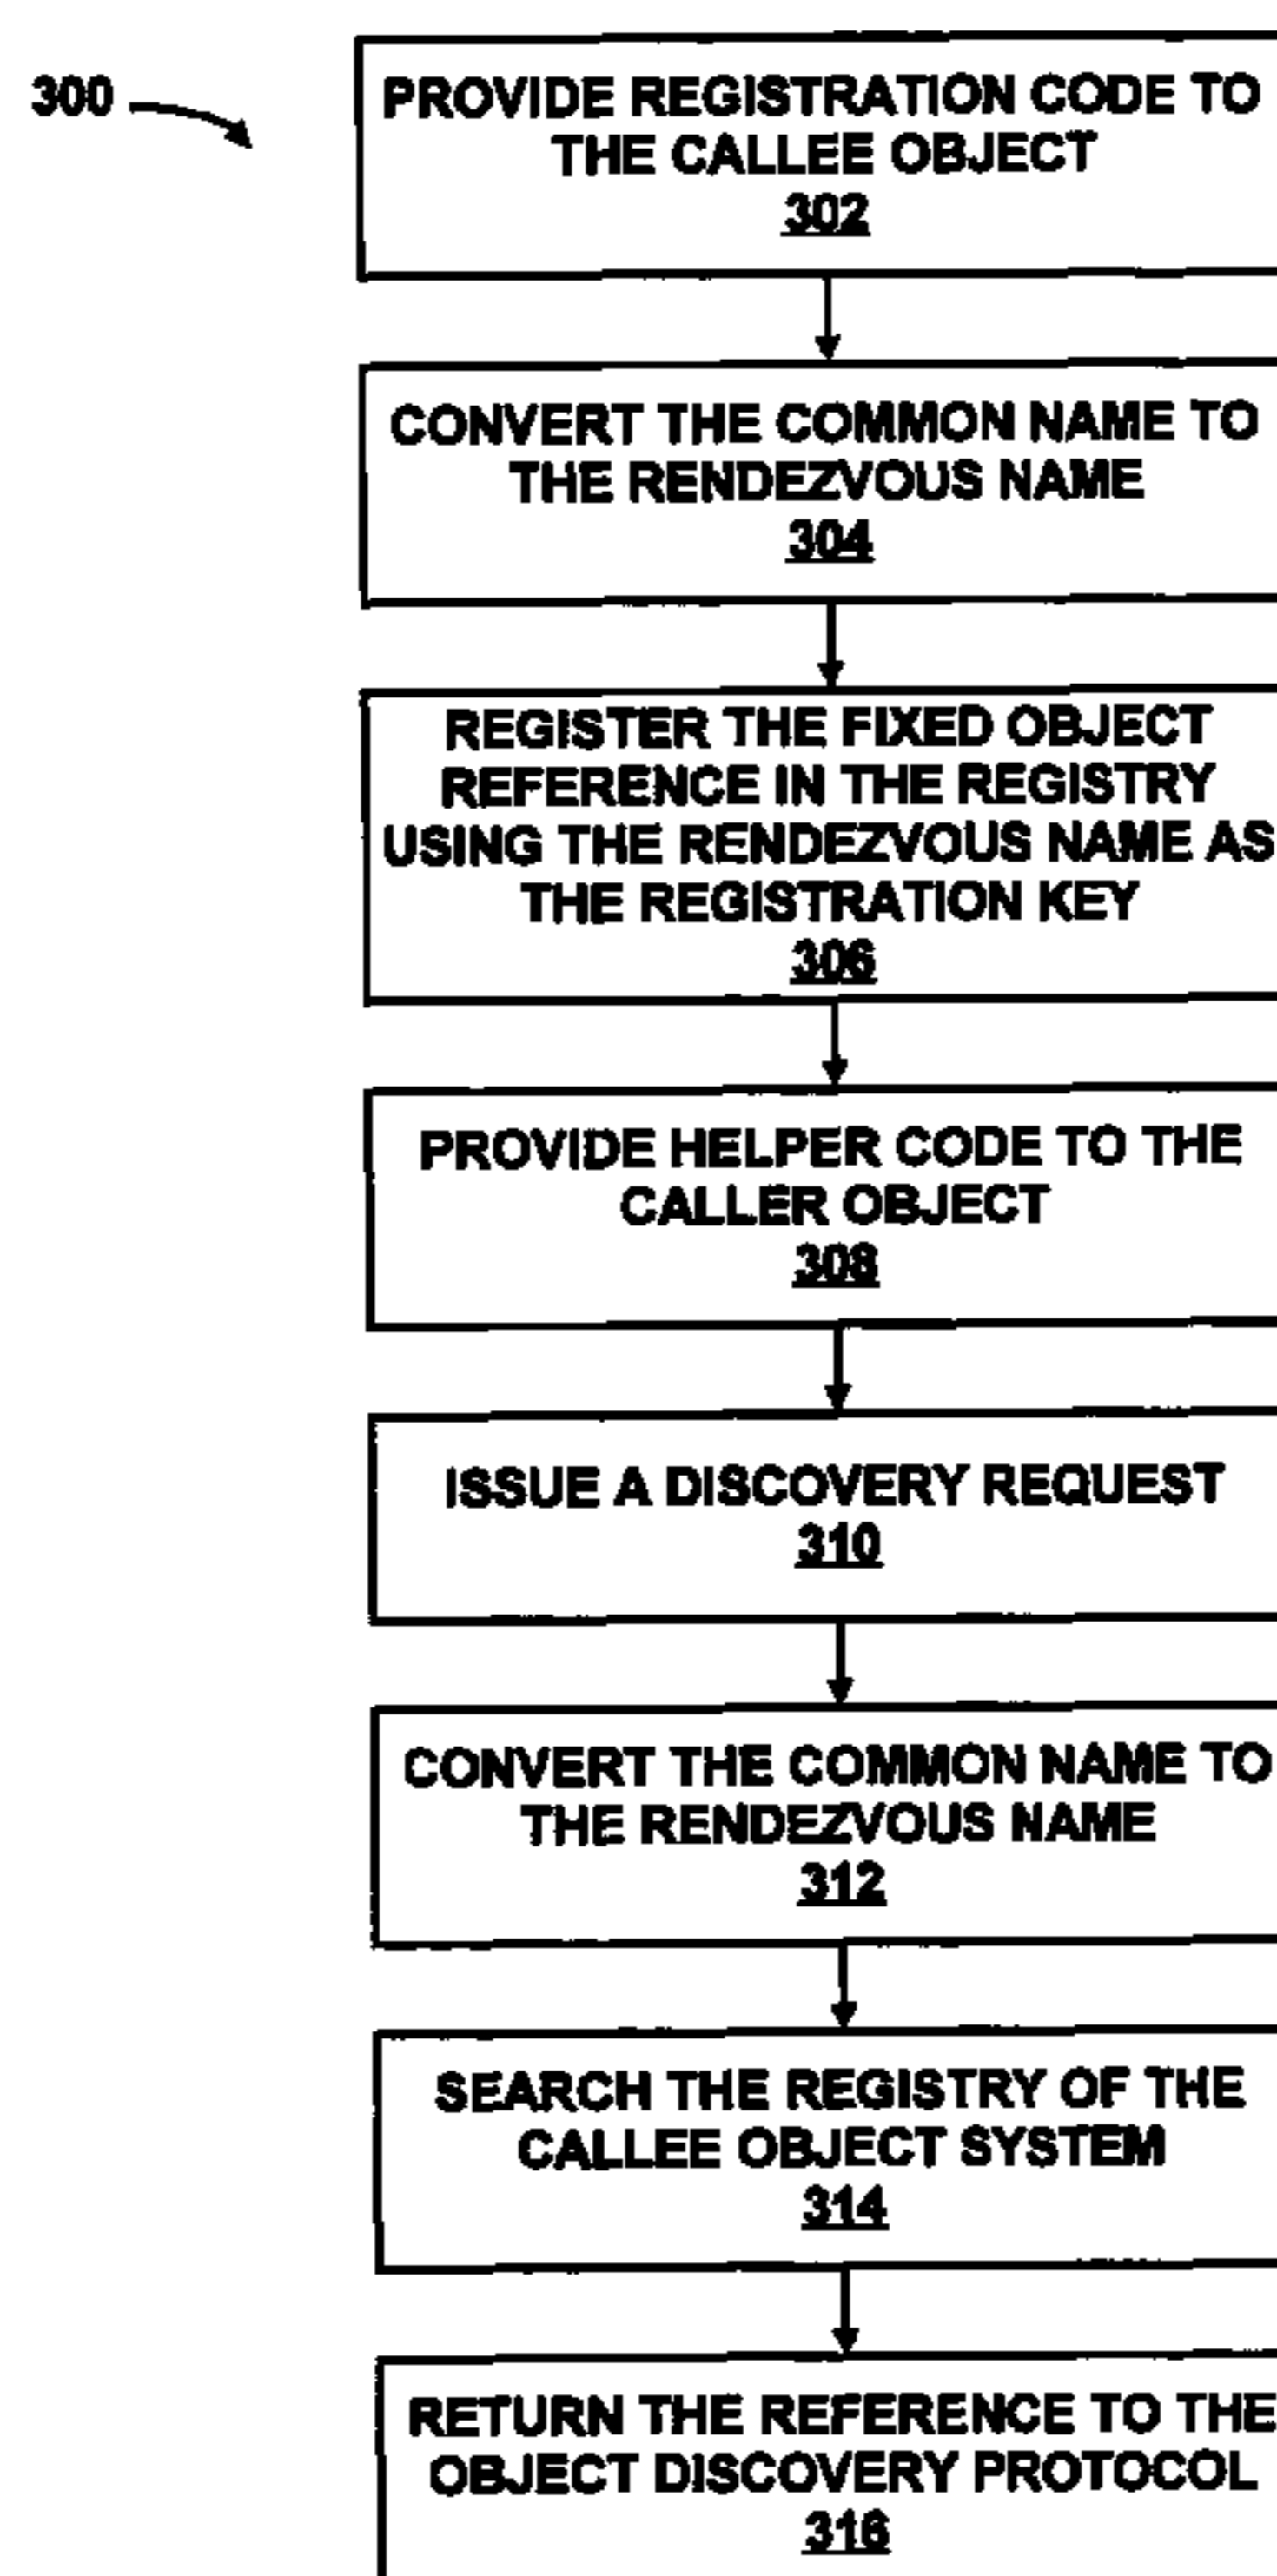 300
PROVIDE REGISTRATION CODE TO
THE CALLEE OBJECT
302
CONVERT THE COMMON NAME TO
THE RENDEZVOUS NAME
304
REGISTER THE FIXED OBJECT
REFERENCE IN THE REGISTRY
USING THE RENDEZVOUS NAME AS
THE REGISTRATION KEY
306
PROVIDE HELPER CODE TO THE
CALLER OBJECT
308
ISSUE A DISCOVERY REQUEST
310
CONVERT THE COMMON NAME TO
THE RENDEZVOUS NAME
312
SEARCH THE REGISTRY OF THE
CALLEE OBJECT SYSTEM
314
RETURN THE REFERENCE TO THE
OBJECT DISCOVERY PROTOCOL
316